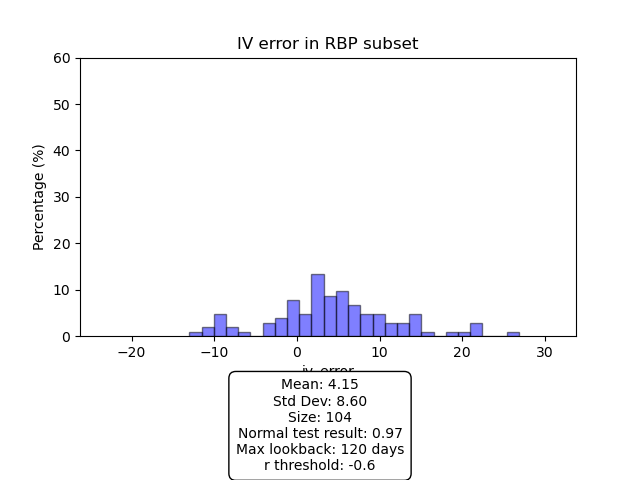 IV error in RBP subset
60
50
40
30
20
10
0
Percentage (%)
−20
−10
0
10
20
30
iv_error
Mean: 4.15
Std Dev: 8.60
Size: 104
Normal test result: 0.97
Max lookback: 120 days
r threshold: -0.6